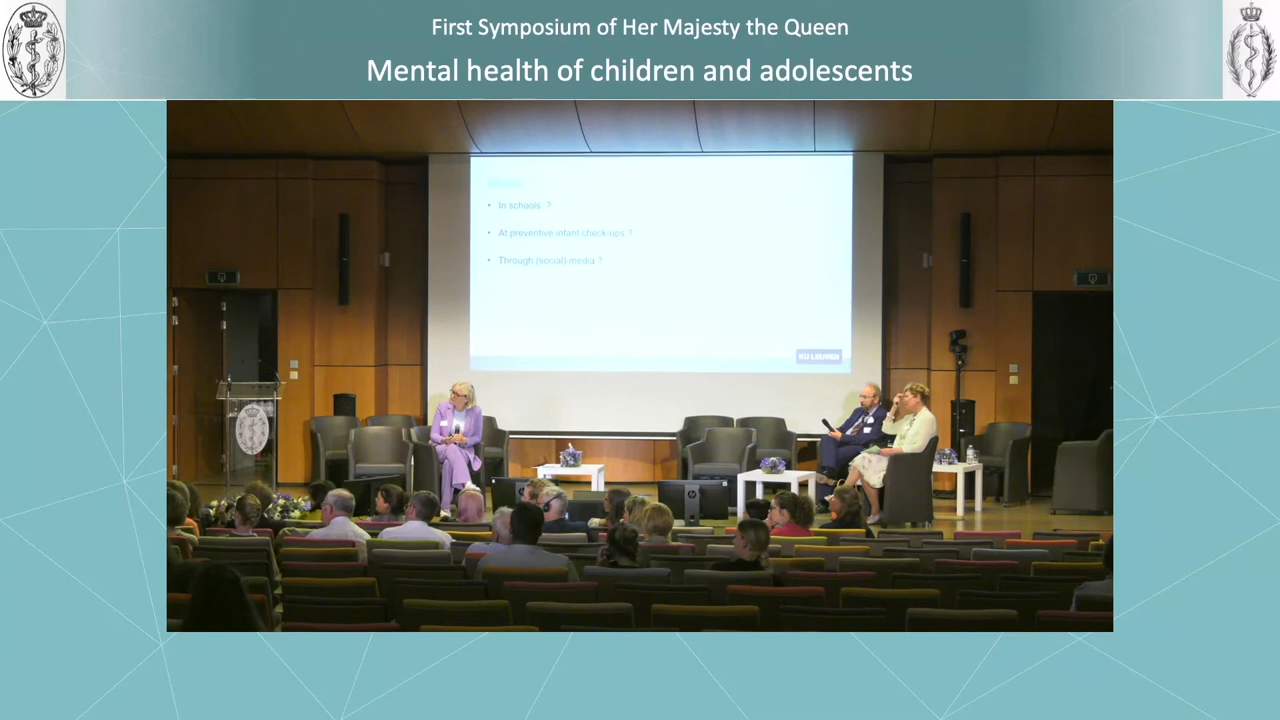 First Symposium of Her Majesty the Queen
Mental health of children and adolescents
• In schools ?
• At preventive infant check-ups ?
• Through (social) media ?
KU LEUVEN
hp